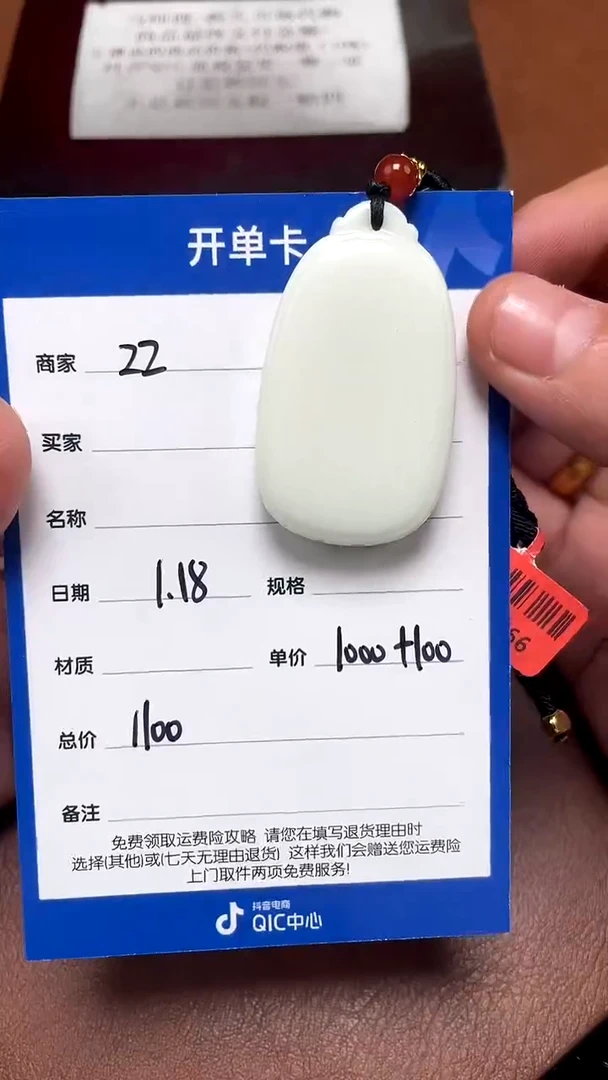 开单卡
商家 22
买家
名称
日期 1.18 规格
材质 单价 1000+100
总价 1100
备注
免费领取运费险攻略 请您在填写退货理由时
选择(其他)或(七天无理由退货) 这样我们会赠送您运费险
上门取件两项免费服务!
抖音电商
QIC中心
66